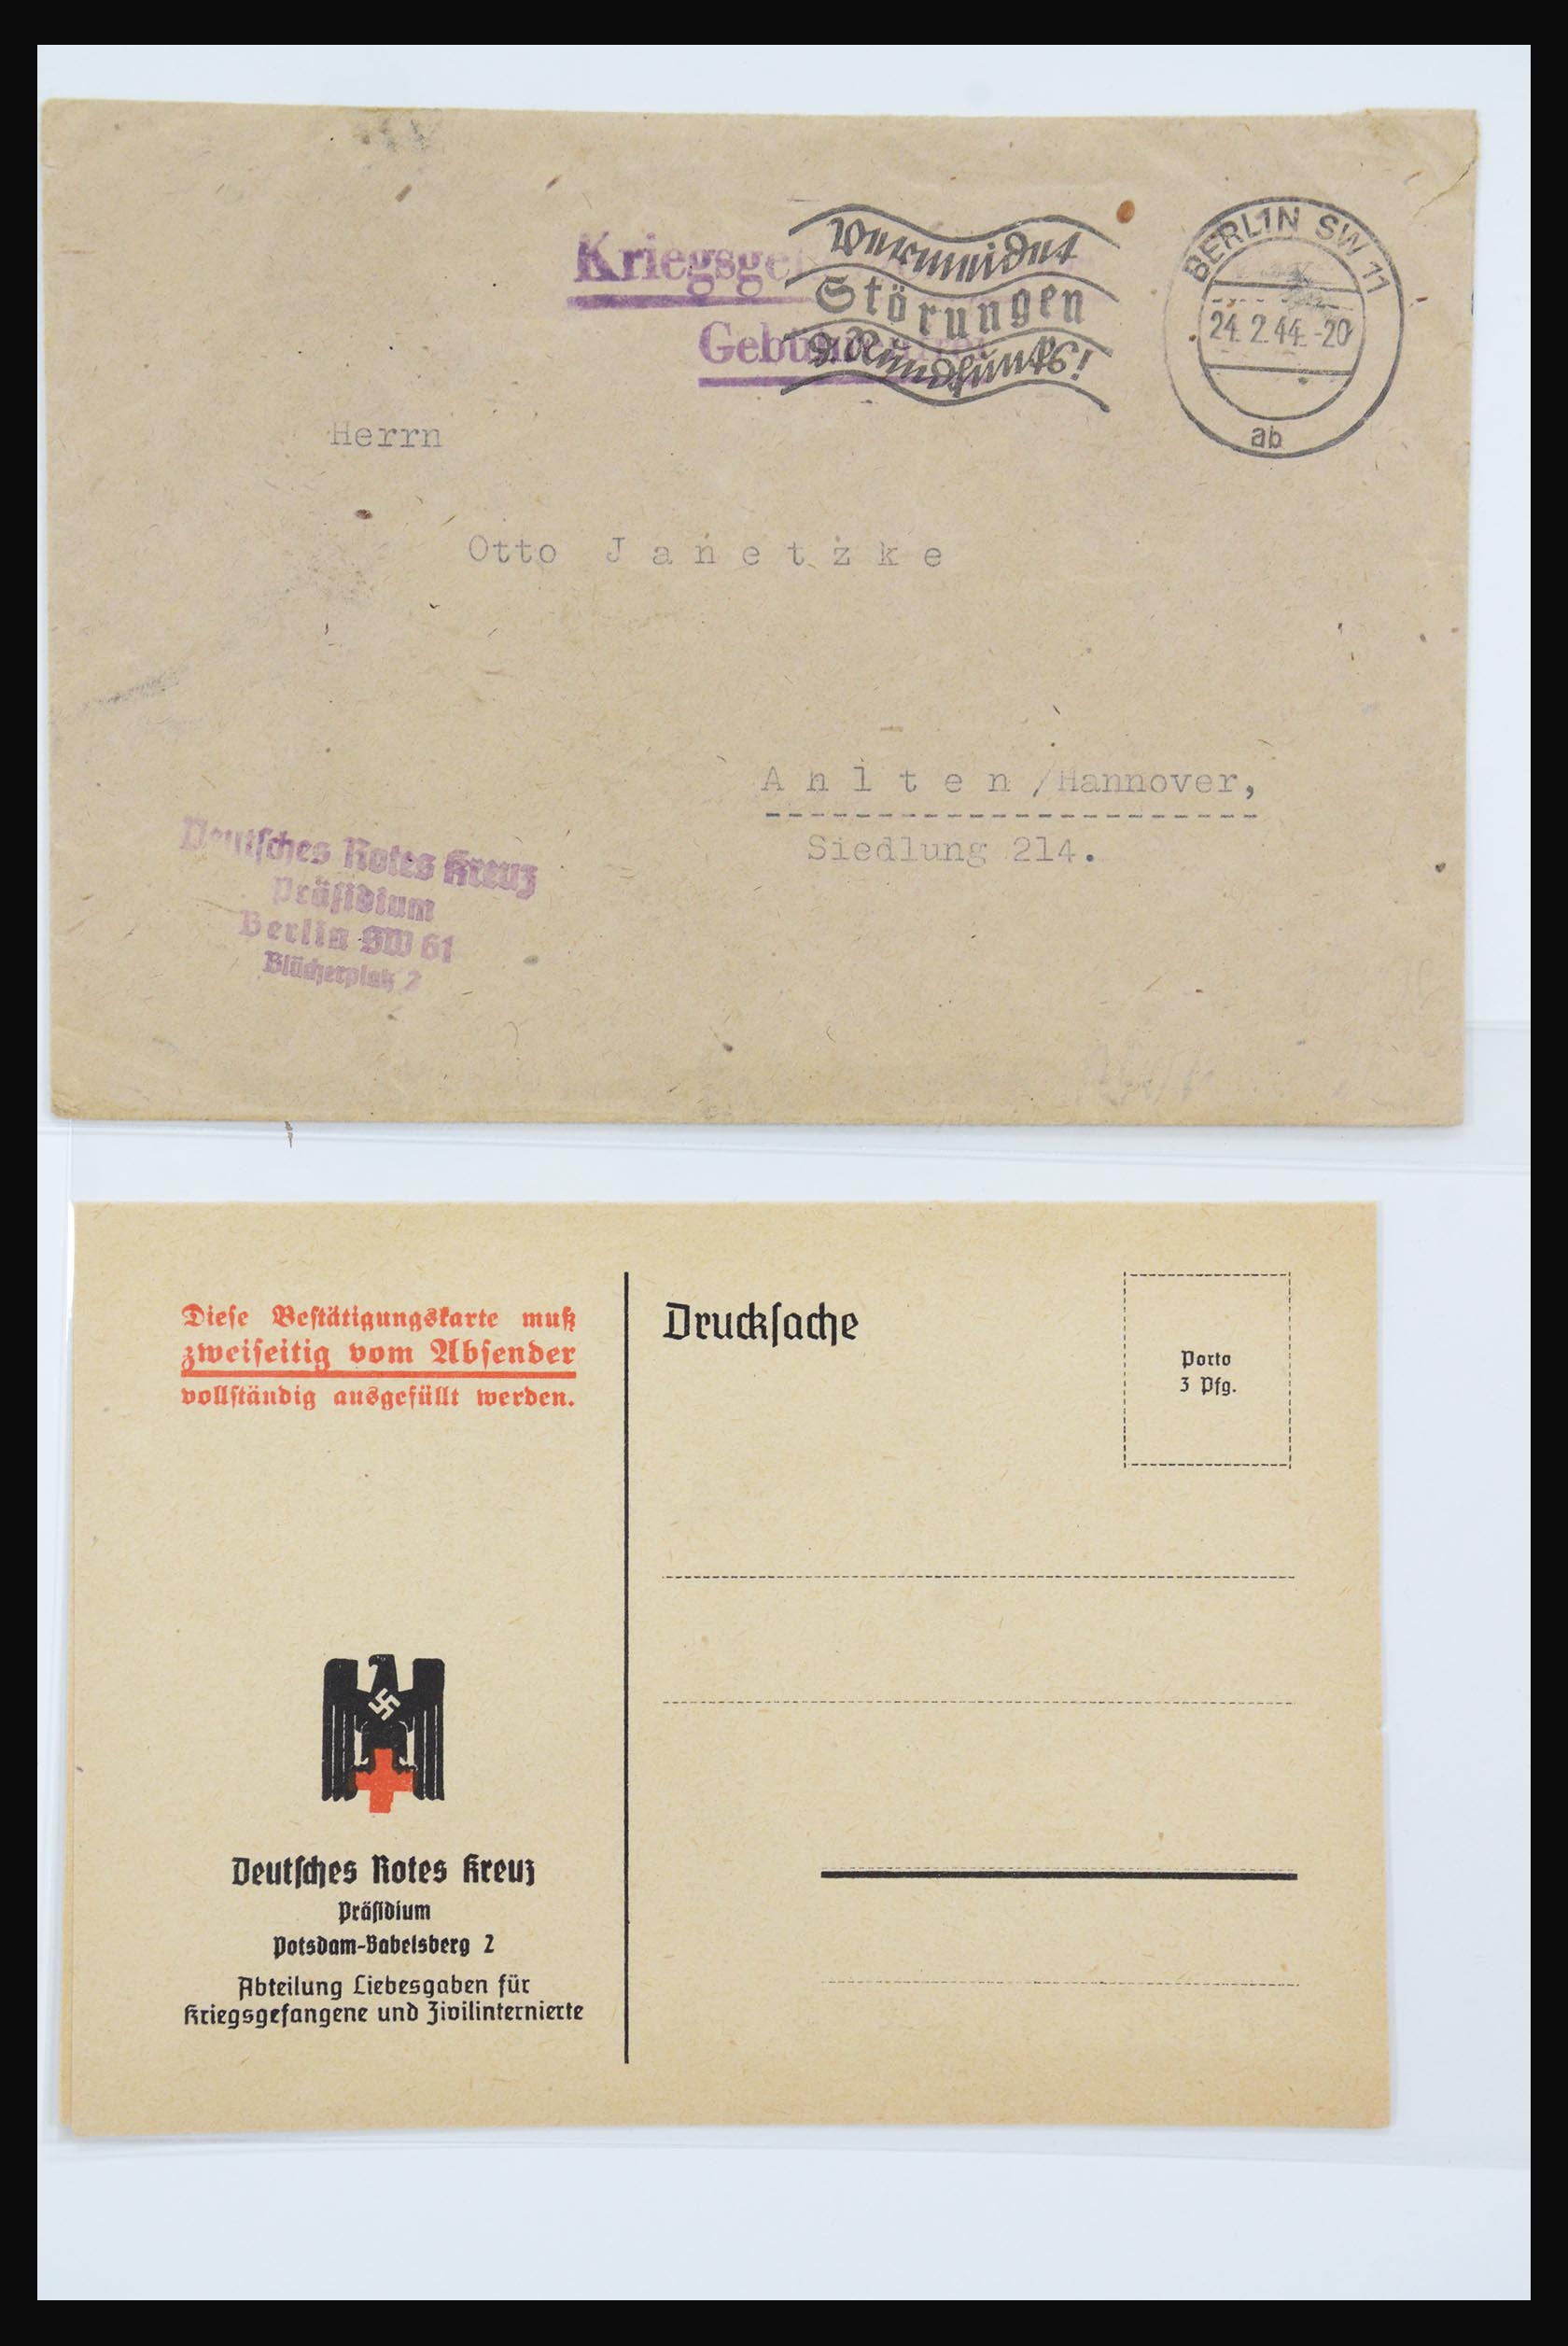 Vermeidet
Störungen
d. Rundfunks!
BERLIN SW 11
24. 2. 44. -20
ab
Herrn
Otto Janetzke
Ahlten/Hannover,
Siedlung 214.
Deutsches Rotes Kreuz
Präsidium
Berlin SW 61
Blücherplatz 2
Diese Bestätigungskarte muß
zweiseitig vom Absender
vollständig ausgefüllt werden.
Drucksache
Porto
3 Pfg.
Deutsches Rotes Kreuz
Präsidium
Potsdam-Babelsberg 2
Abteilung Liebesgaben für
Kriegsgefangene und Zivilinternierte